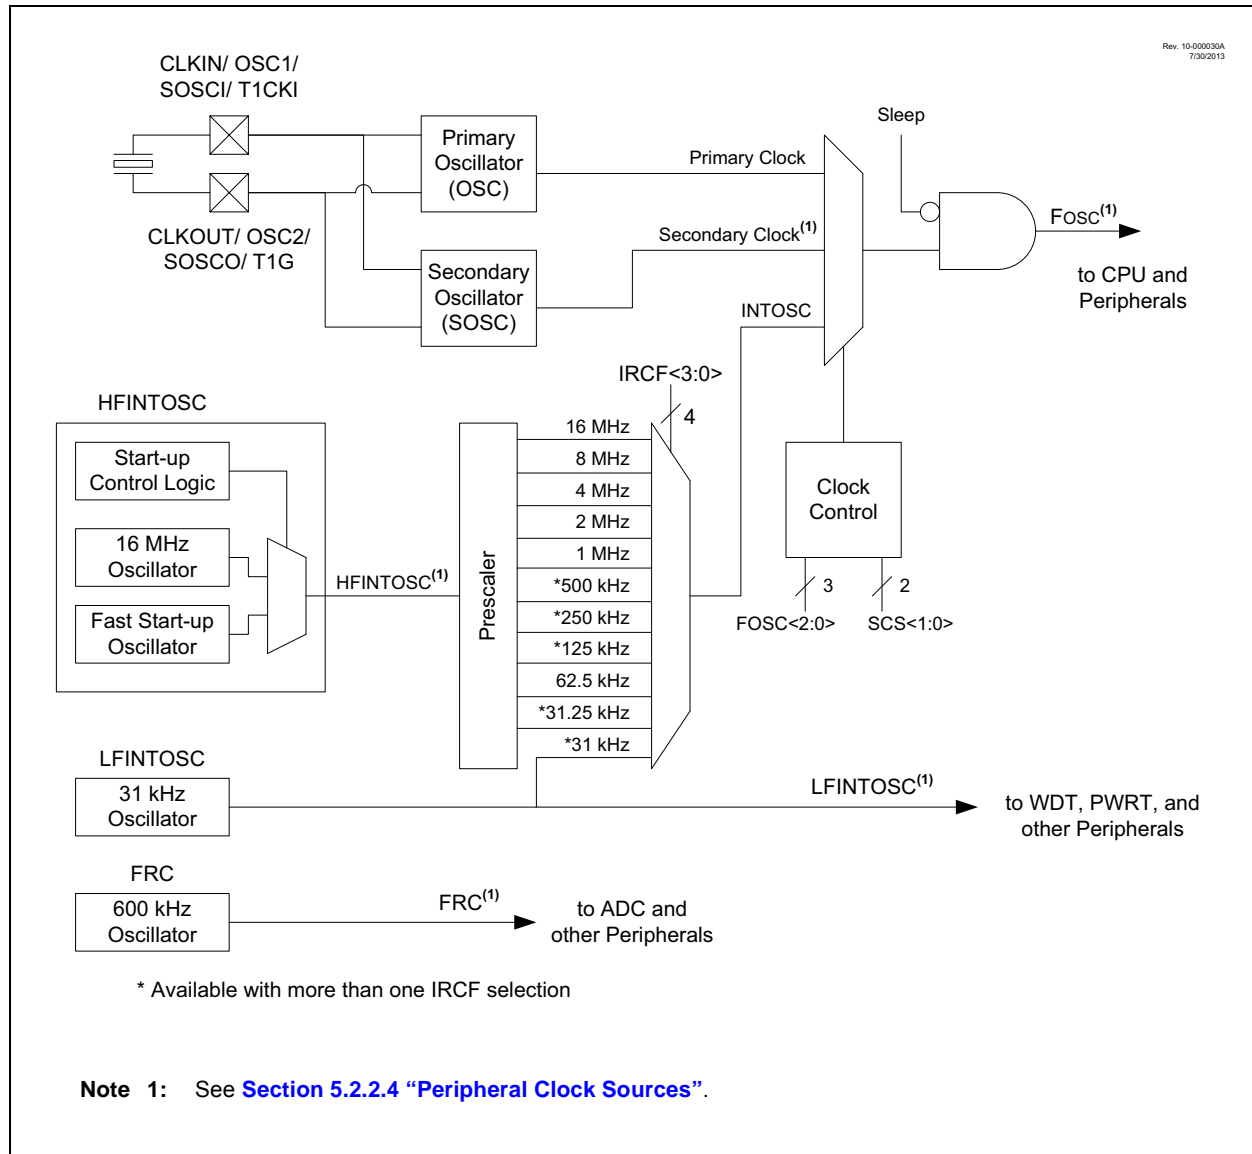 Rev. 10-000030A
7/30/2013
CLKIN/ OSC1/
SOSCI/ T1CKI
CLKOUT/ OSC2/
SOSCO/ T1G
Primary
Oscillator
(OSC)
Secondary
Oscillator
(SOSC)
Primary Clock
Secondary Clock(1)
INTOSC
Sleep
FOSC(1)
to CPU and
Peripherals
IRCF<3:0>
4
HFINTOSC
Start-up
Control Logic
16 MHz
Oscillator
Fast Start-up
Oscillator
HFINTOSC(1)
Prescaler
16 MHz
8 MHz
4 MHz
2 MHz
1 MHz
*500 kHz
*250 kHz
*125 kHz
62.5 kHz
*31.25 kHz
*31 kHz
Clock
Control
3
2
FOSC<2:0>
SCS<1:0>
LFINTOSC
31 kHz
Oscillator
LFINTOSC(1)
to WDT, PWRT, and
other Peripherals
FRC
600 kHz
Oscillator
FRC(1)
to ADC and
other Peripherals
* Available with more than one IRCF selection
Note 1: See Section 5.2.2.4 “Peripheral Clock Sources”.